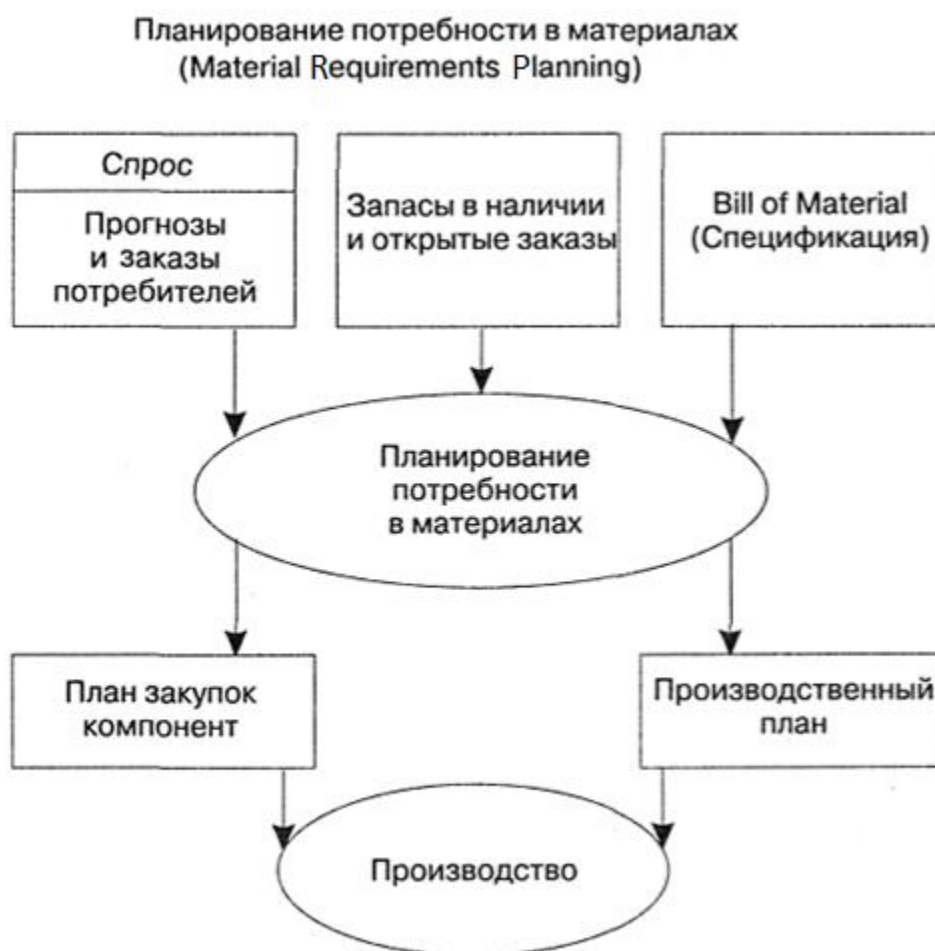 Планирование потребности в материалах
(Material Requirements Planning)
Спрос
Прогнозы
и заказы
потребителей
Запасы в наличии
и открытые заказы
Bill of Material
(Спецификация)
Планирование
потребности
в материалах
План закупок
компонент
Производственный
план
Производство